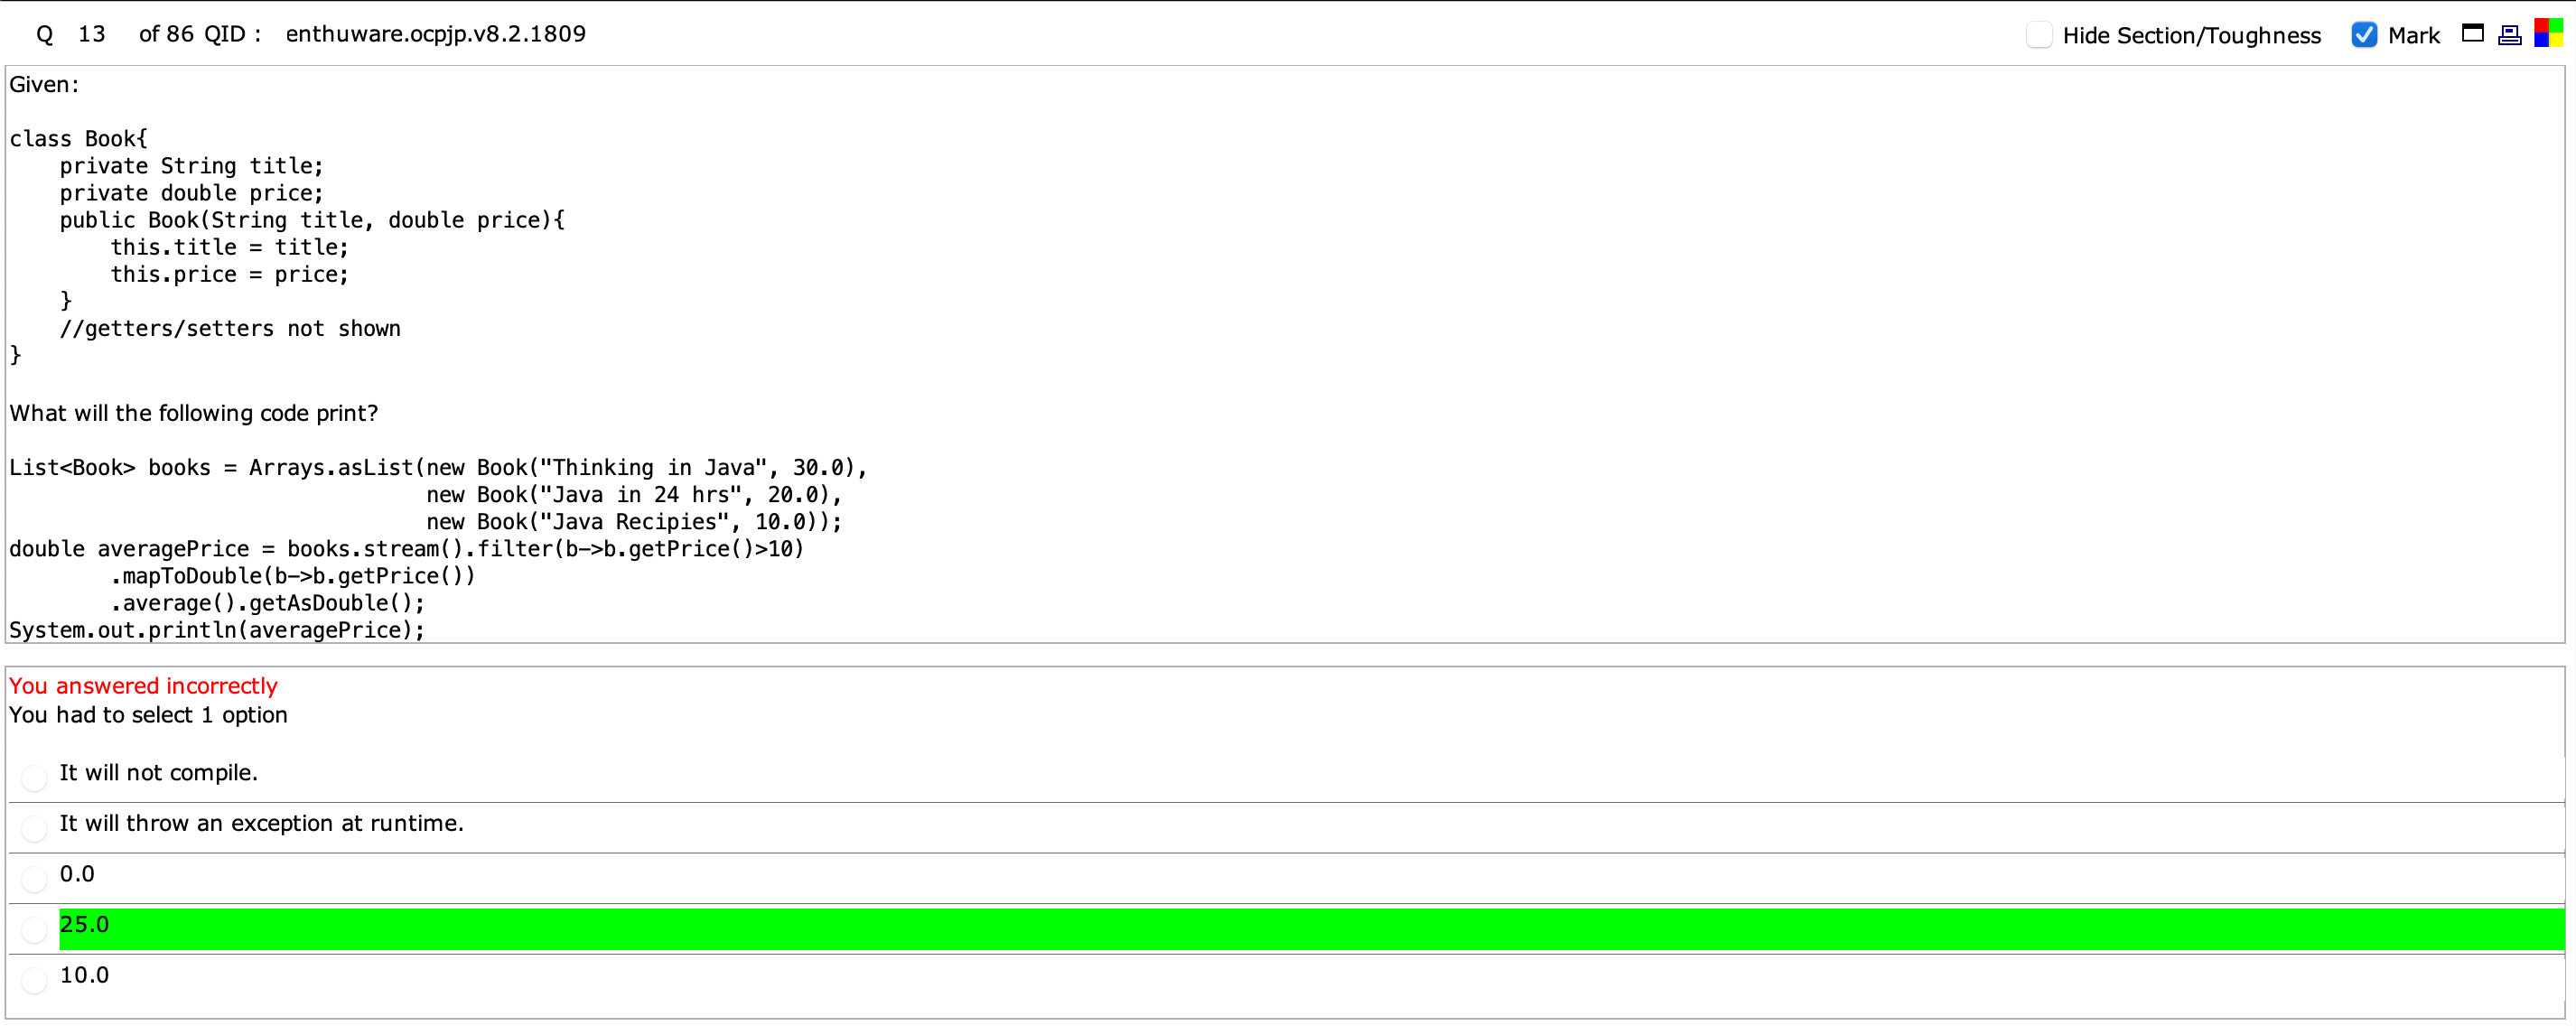 Q 13 of 86 QID : enthuware.ocpjp.v8.2.1809 Hide Section/Toughness Mark
Given:
class Book{
    private String title;
    private double price;
    public Book(String title, double price){
        this.title = title;
        this.price = price;
    }
    //getters/setters not shown
}
What will the following code print?
List<Book> books = Arrays.asList(new Book("Thinking in Java", 30.0),
                                 new Book("Java in 24 hrs", 20.0),
                                 new Book("Java Recipies", 10.0));
double averagePrice = books.stream().filter(b->b.getPrice()>10)
        .mapToDouble(b->b.getPrice())
        .average().getAsDouble();
System.out.println(averagePrice);
You answered incorrectly
You had to select 1 option
It will not compile.
It will throw an exception at runtime.
0.0
25.0
10.0